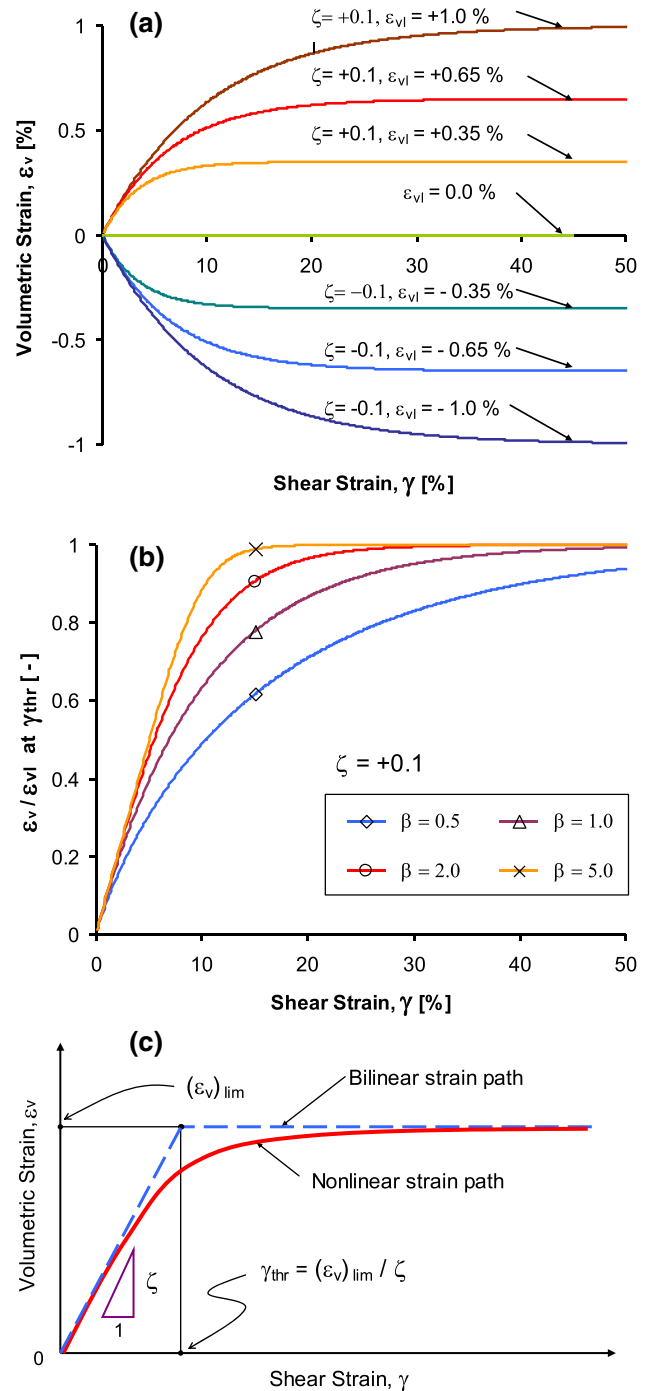 (a)
ζ= +0.1, εvl = +1.0 %
ζ= +0.1, εvl = +0.65 %
ζ= +0.1, εvl = +0.35 %
εvl = 0.0 %
ζ= −0.1, εvl = - 0.35 %
ζ= -0.1, εvl = - 0.65 %
ζ= -0.1, εvl = - 1.0 %
Volumetric Strain, εv [%]
1
0.5
0
-0.5
-1
0 10 20 30 40 50
Shear Strain, γ [%]
(b)
εv / εvl at γthr [ - ]
1
0.8
0.6
0.4
0.2
0
ζ = +0.1
β = 0.5 β = 1.0
β = 2.0 β = 5.0
0 10 20 30 40 50
Shear Strain, γ [%]
(c)
(εv) lim
Bilinear strain path
Nonlinear strain path
Volumetric Strain, εv
ζ
1
γthr = (εv) lim / ζ
0
Shear Strain, γ